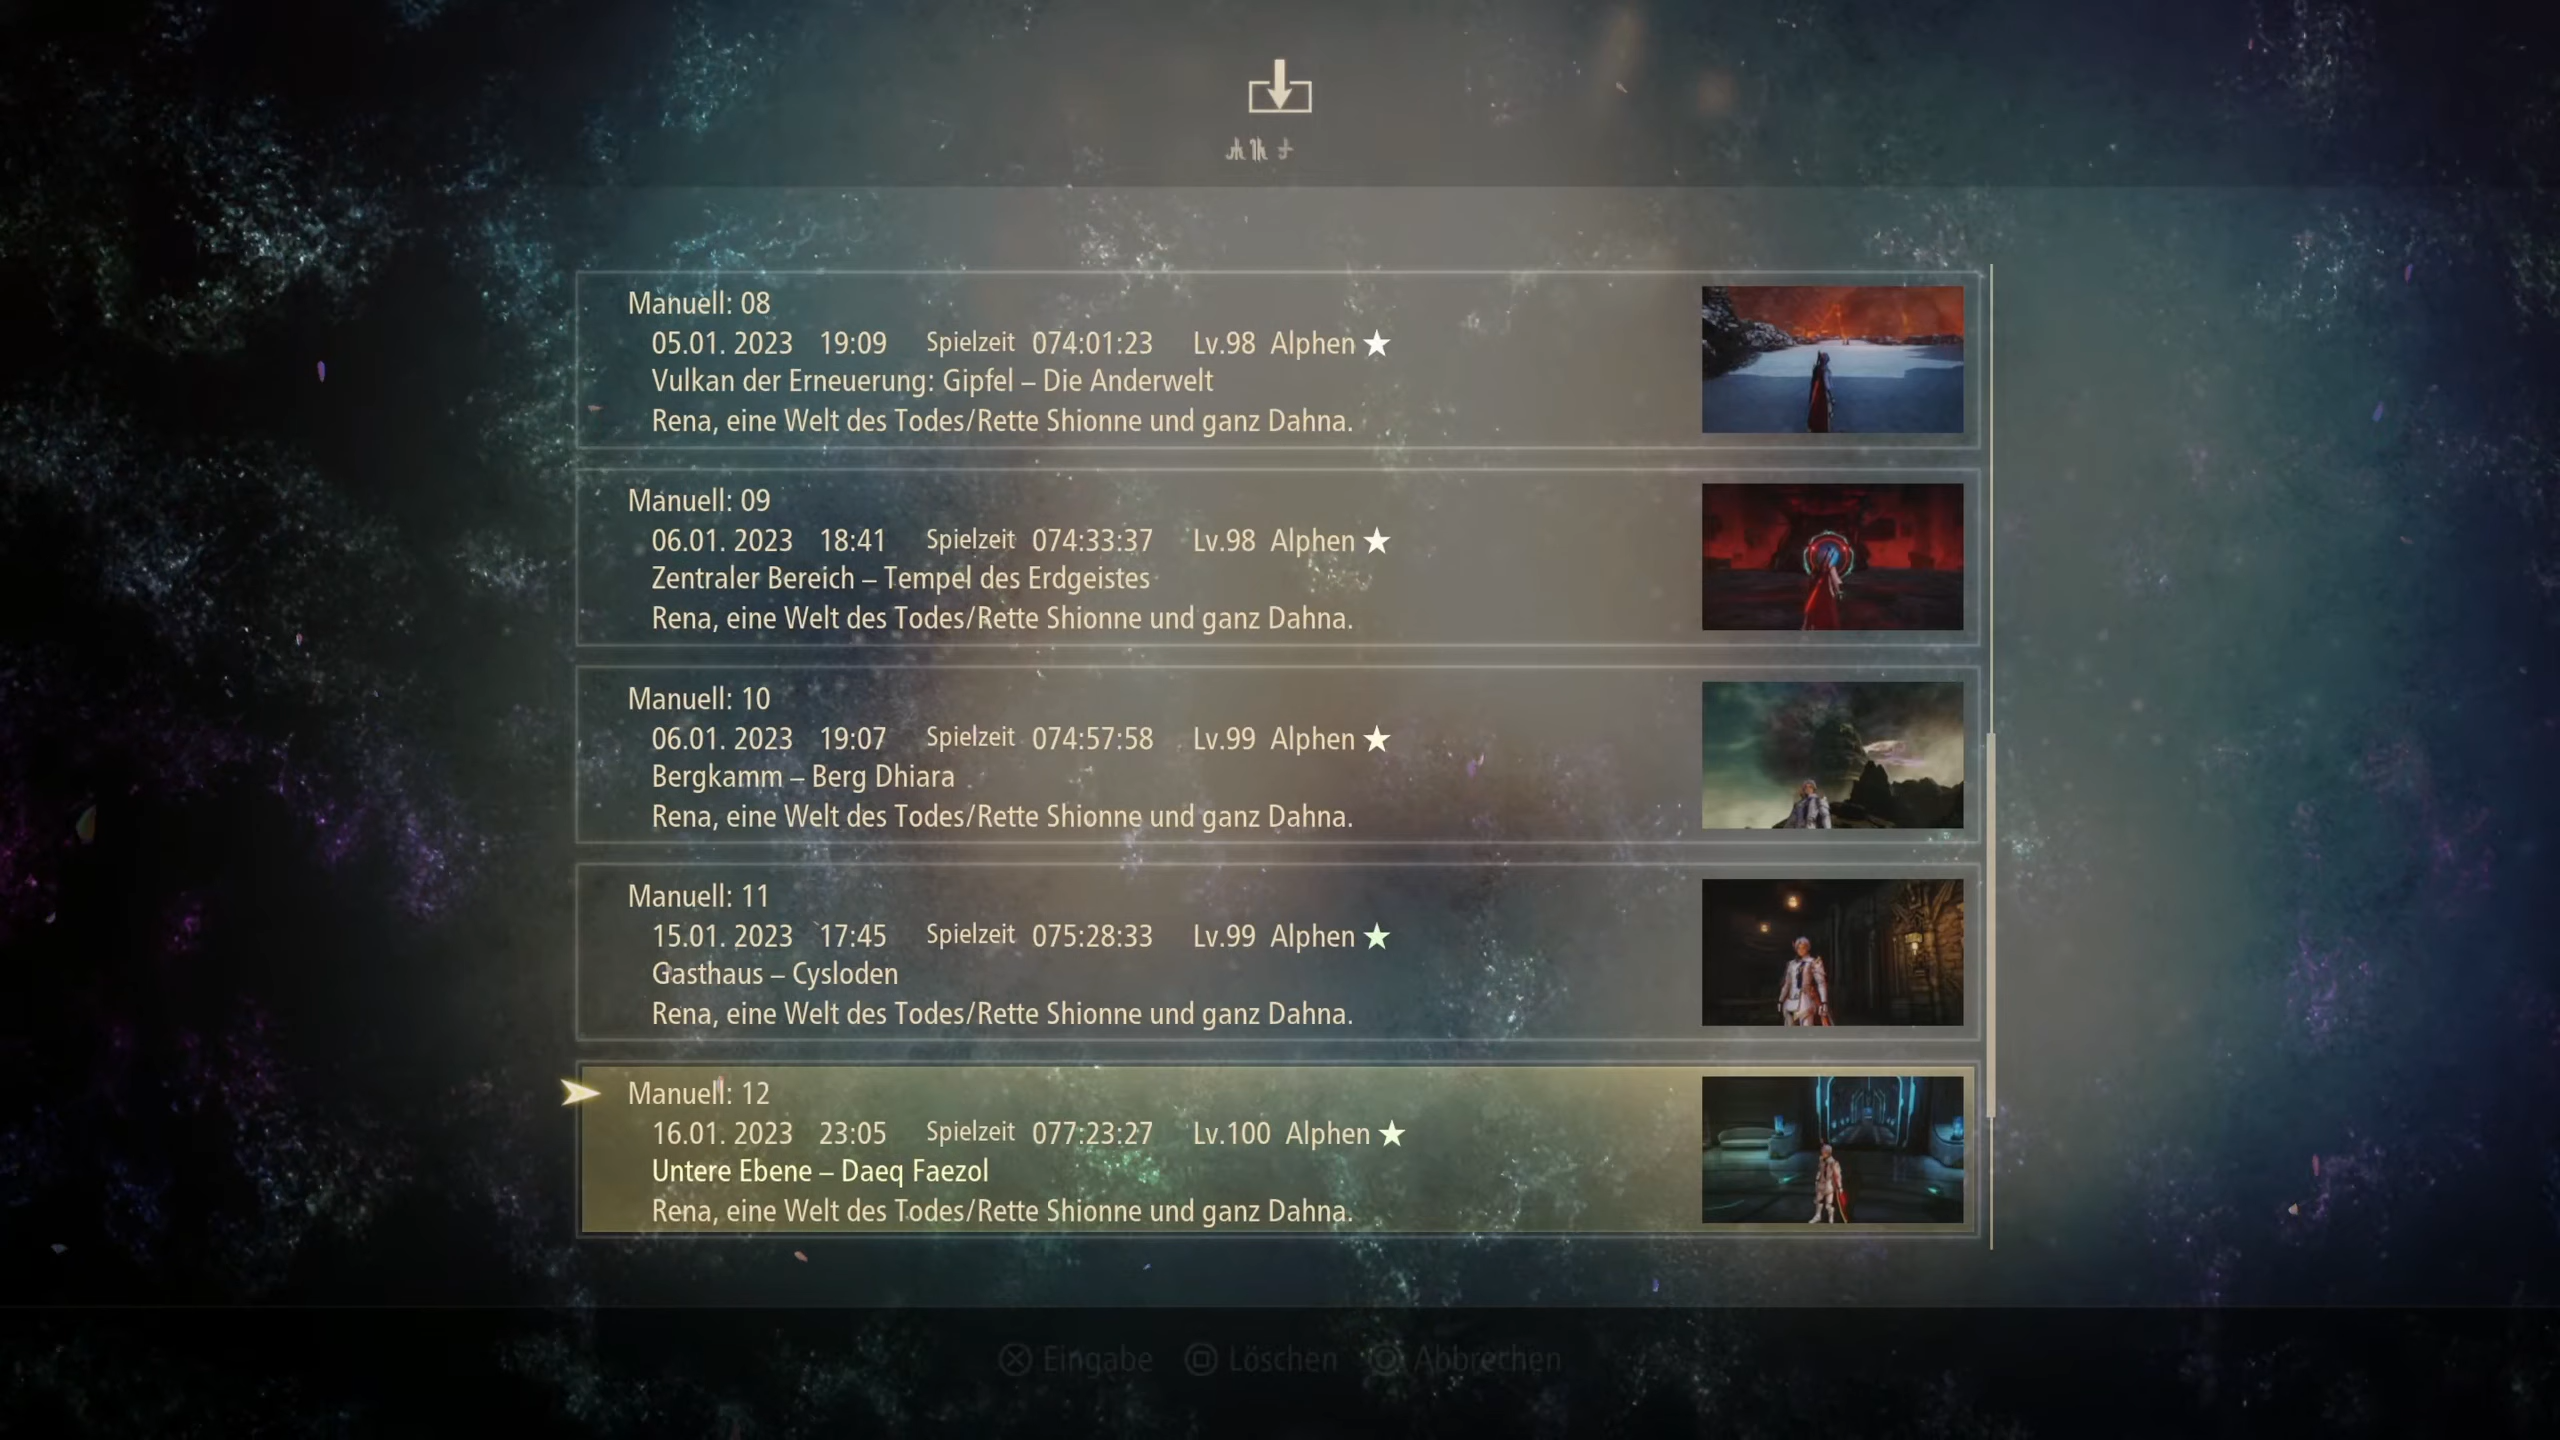 Manuell: 08
05.01. 2023 19:09 Spielzeit 074:01:23 Lv.98 Alphen ★
Vulkan der Erneuerung: Gipfel – Die Anderwelt
Rena, eine Welt des Todes/Rette Shionne und ganz Dahna.
Manuell: 09
06.01. 2023 18:41 Spielzeit 074:33:37 Lv.98 Alphen ★
Zentraler Bereich – Tempel des Erdgeistes
Rena, eine Welt des Todes/Rette Shionne und ganz Dahna.
Manuell: 10
06.01. 2023 19:07 Spielzeit 074:57:58 Lv.99 Alphen ★
Bergkamm – Berg Dhiara
Rena, eine Welt des Todes/Rette Shionne und ganz Dahna.
Manuell: 11
15.01. 2023 17:45 Spielzeit 075:28:33 Lv.99 Alphen ★
Gasthaus – Cysloden
Rena, eine Welt des Todes/Rette Shionne und ganz Dahna.
Manuell: 12
16.01. 2023 23:05 Spielzeit 077:23:27 Lv.100 Alphen ★
Untere Ebene – Daeq Faezol
Rena, eine Welt des Todes/Rette Shionne und ganz Dahna.
Eingabe Löschen Abbrechen